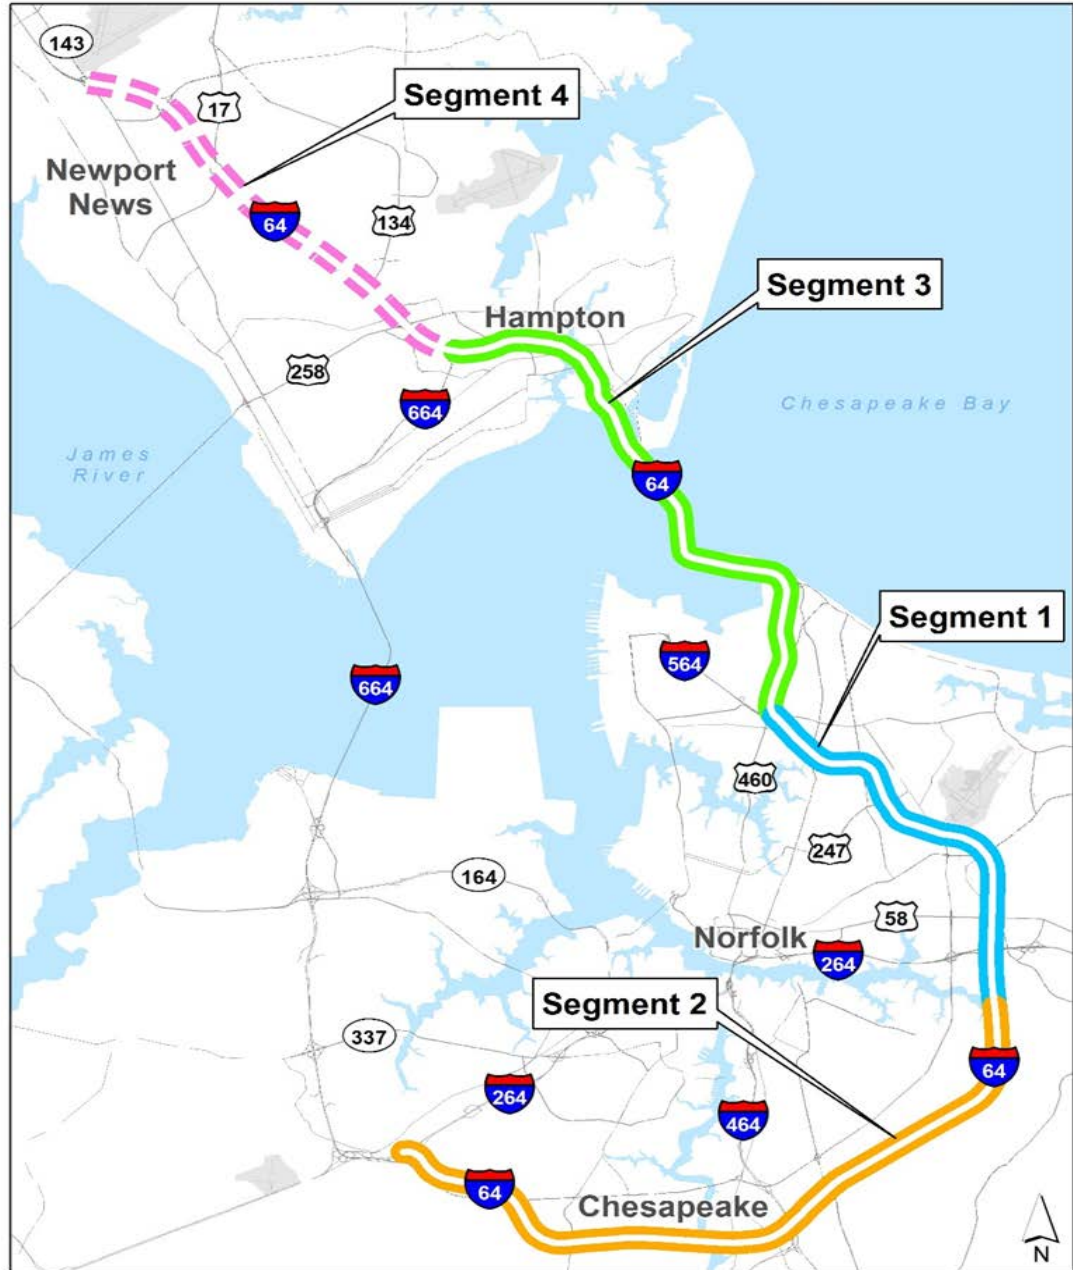 143
17
Segment 4
Newport
News
64
134
Segment 3
Hampton
258
664
Chesapeake Bay
James
River
64
Segment 1
564
664
460
247
164
58
Norfolk
264
Segment 2
337
64
264
464
64
Chesapeake
N